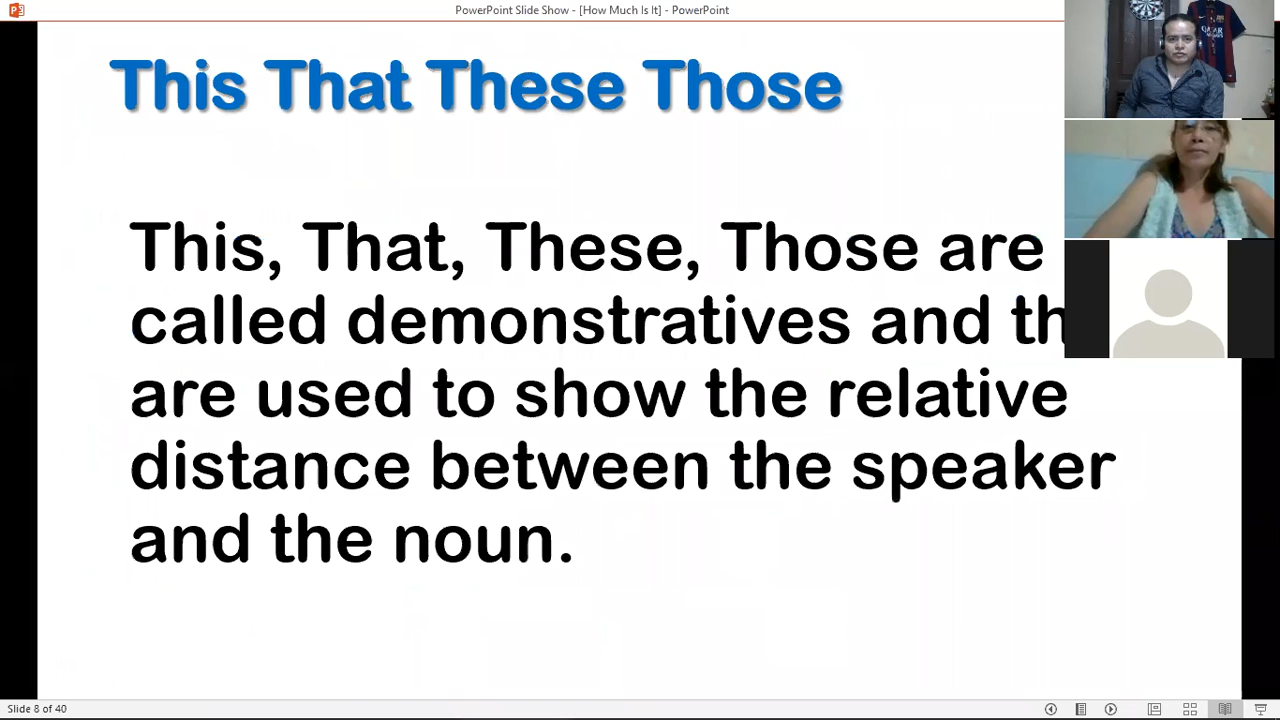 PowerPoint Slide Show - [How Much Is It] - PowerPoint
This That These Those
This, That, These, Those are
called demonstratives and th
are used to show the relative
distance between the speaker
and the noun.
Slide 8 of 40